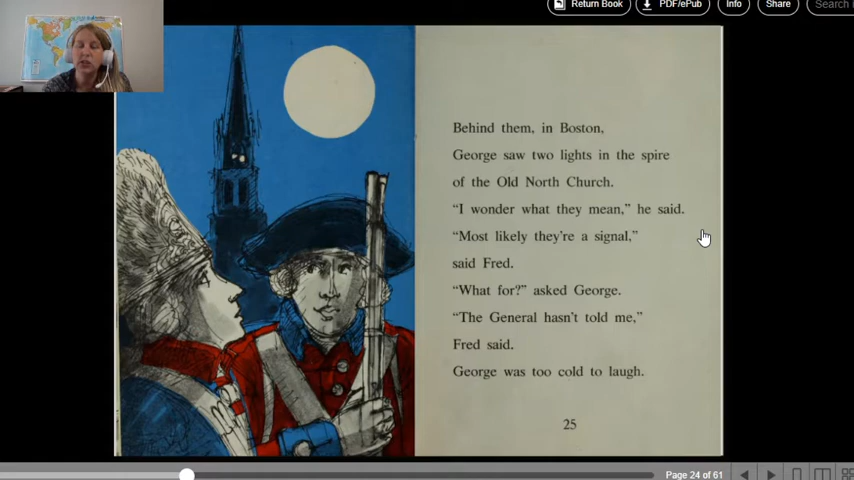 Return Book
PDF/ePub
Info
Share
Search
Behind them, in Boston,
George saw two lights in the spire
of the Old North Church.
“I wonder what they mean,” he said.
“Most likely they’re a signal,”
said Fred.
“What for?” asked George.
“The General hasn’t told me,”
Fred said.
George was too cold to laugh.
25
Page 24 of 61